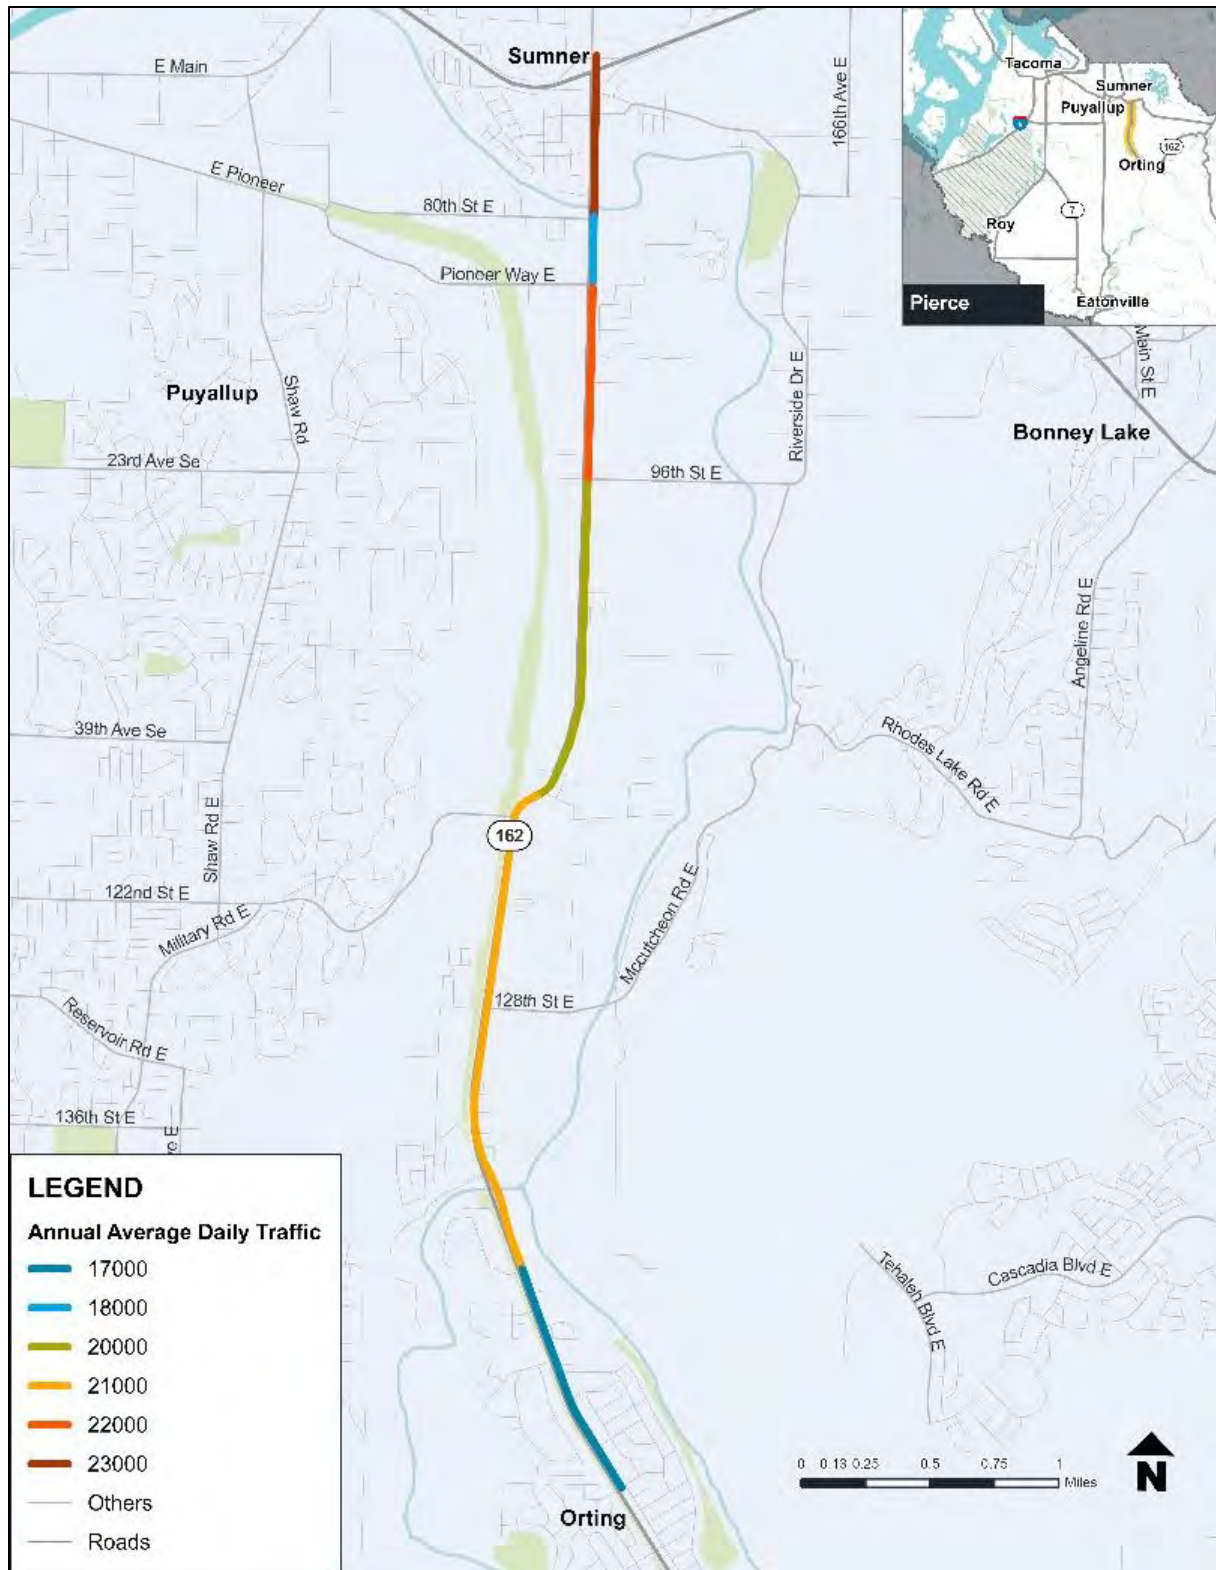 Sumner
E Main
166th Ave E
E Pioneer
80th St E
Pioneer Way E
Tacoma
Sumner
Puyallup
5
162
Orting
7
Roy
Eatonville
Pierce
Main St E
Puyallup
Shaw Rd
Riverside Dr E
Bonney Lake
23rd Ave Se
96th St E
Angeline Rd E
39th Ave Se
Rhodes Lake Rd E
Shaw Rd E
162
122nd St E
Military Rd E
Mccutcheon Rd E
128th St E
Reservoir Rd E
136th St E
ve E
LEGEND
Annual Average Daily Traffic
17000
18000
20000
21000
22000
23000
Others
Roads
Tehaleh Blvd E
Cascadia Blvd E
0 0.13 0.25 0.5 0.75 1
Miles
N
Orting